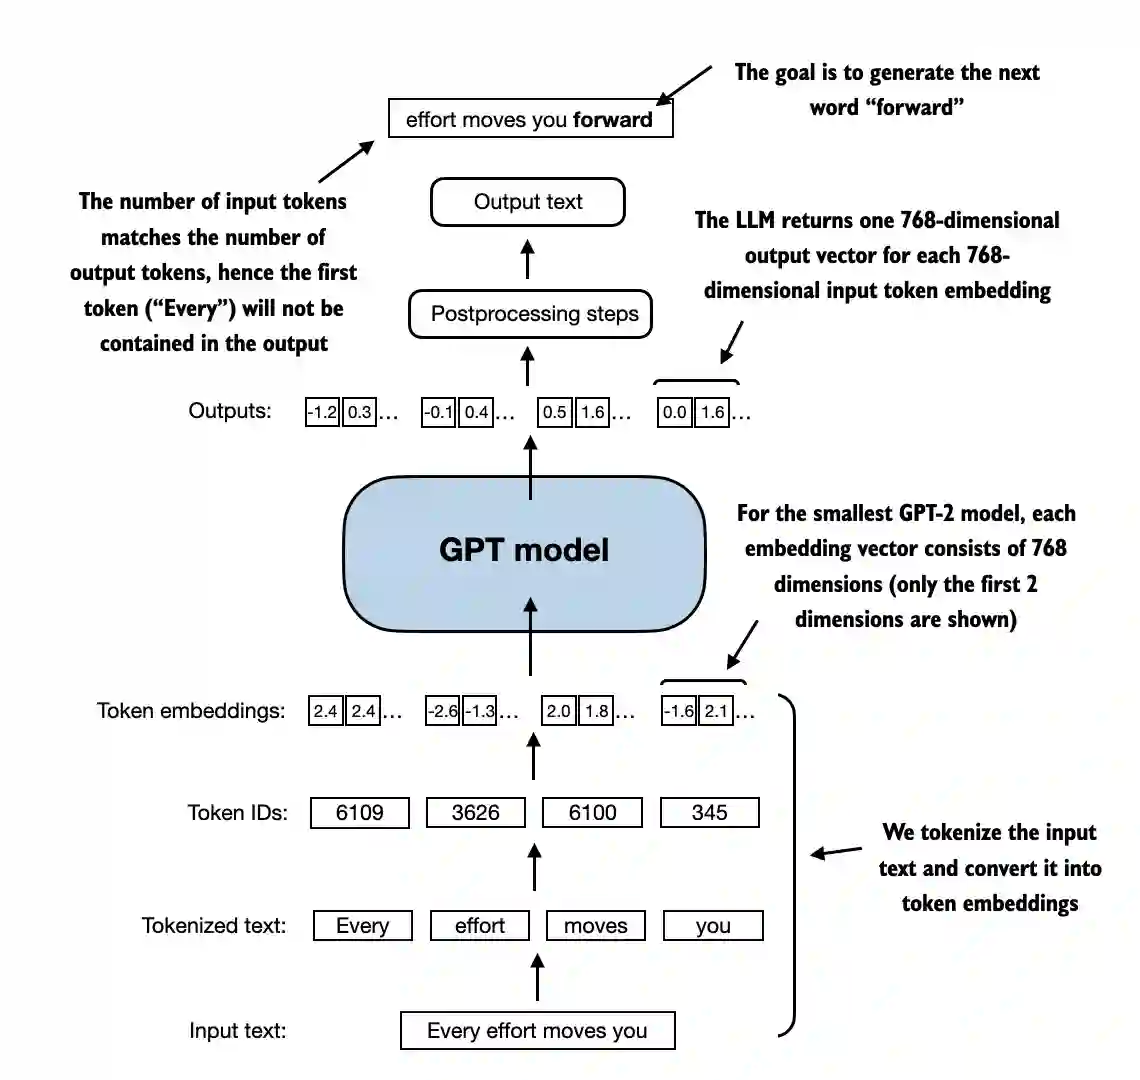 The goal is to generate the next
word “forward”
effort moves you forward
The number of input tokens
matches the number of
output tokens, hence the first
token (“Every”) will not be
contained in the output
Output text
The LLM returns one 768-dimensional
output vector for each 768-
dimensional input token embedding
Postprocessing steps
Outputs: -1.2 0.3 ... -0.1 0.4 ... 0.5 1.6 ... 0.0 1.6 ...
GPT model
For the smallest GPT-2 model, each
embedding vector consists of 768
dimensions (only the first 2
dimensions are shown)
Token embeddings: 2.4 2.4 ... -2.6 -1.3 ... 2.0 1.8 ... -1.6 2.1 ...
Token IDs: 6109 3626 6100 345
We tokenize the input
text and convert it into
token embeddings
Tokenized text: Every effort moves you
Input text: Every effort moves you